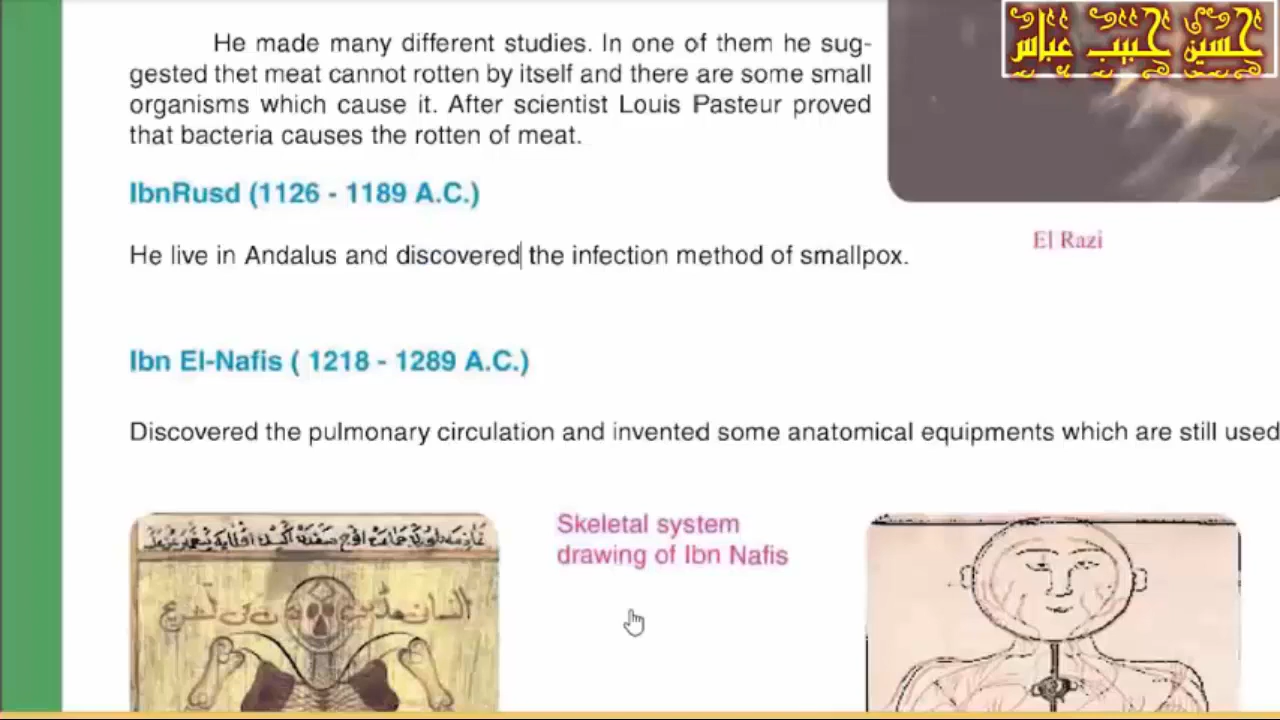 حسين حبيب عباس
He made many different studies. In one of them he sug-
gested thet meat cannot rotten by itself and there are some small
organisms which cause it. After scientist Louis Pasteur proved
that bacteria causes the rotten of meat.
IbnRusd (1126 - 1189 A.C.)
El Razi
He live in Andalus and discovered the infection method of smallpox.
Ibn El-Nafis ( 1218 - 1289 A.C.)
Discovered the pulmonary circulation and invented some anatomical equipments which are still used
Skeletal system
drawing of Ibn Nafis